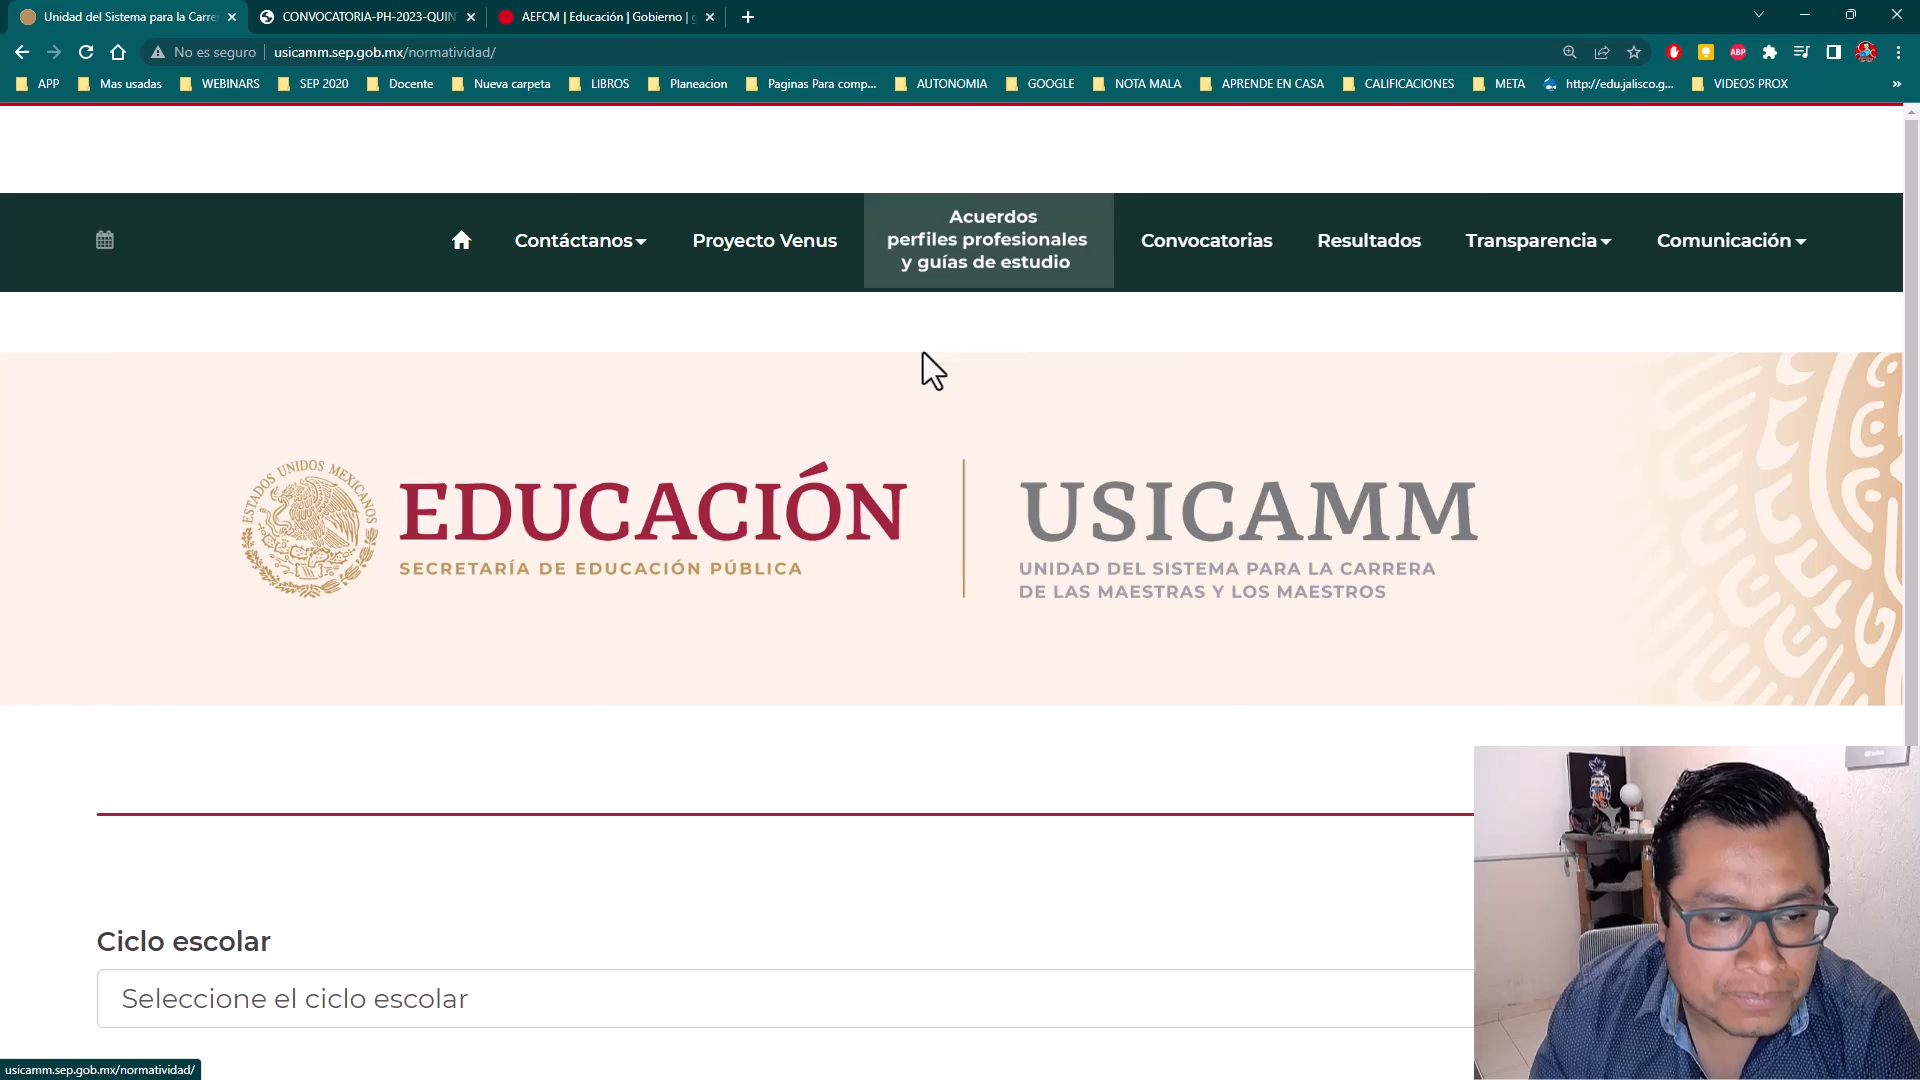 Unidad del Sistema para la Carre
CONVOCATORIA-PH-2023-QUIN
AEFCM | Educación | Gobierno |
No es seguro
usicamm.sep.gob.mx/normatividad/
APP
Mas usadas
WEBINARS
SEP 2020
Docente
Nueva carpeta
LIBROS
Planeacion
Paginas Para comp...
AUTONOMIA
GOOGLE
NOTA MALA
APRENDE EN CASA
CALIFICACIONES
META
http://edu.jalisco.g...
VIDEOS PROX
»
ABP
Contáctanos
Proyecto Venus
Acuerdos
perfiles profesionales
y guías de estudio
Convocatorias
Resultados
Transparencia
Comunicación
ESTADOS UNIDOS MEXICANOS
EDUCACIÓN
SECRETARÍA DE EDUCACIÓN PÚBLICA
USICAMM
UNIDAD DEL SISTEMA PARA LA CARRERA
DE LAS MAESTRAS Y LOS MAESTROS
Ciclo escolar
Seleccione el ciclo escolar
usicamm.sep.gob.mx/normatividad/